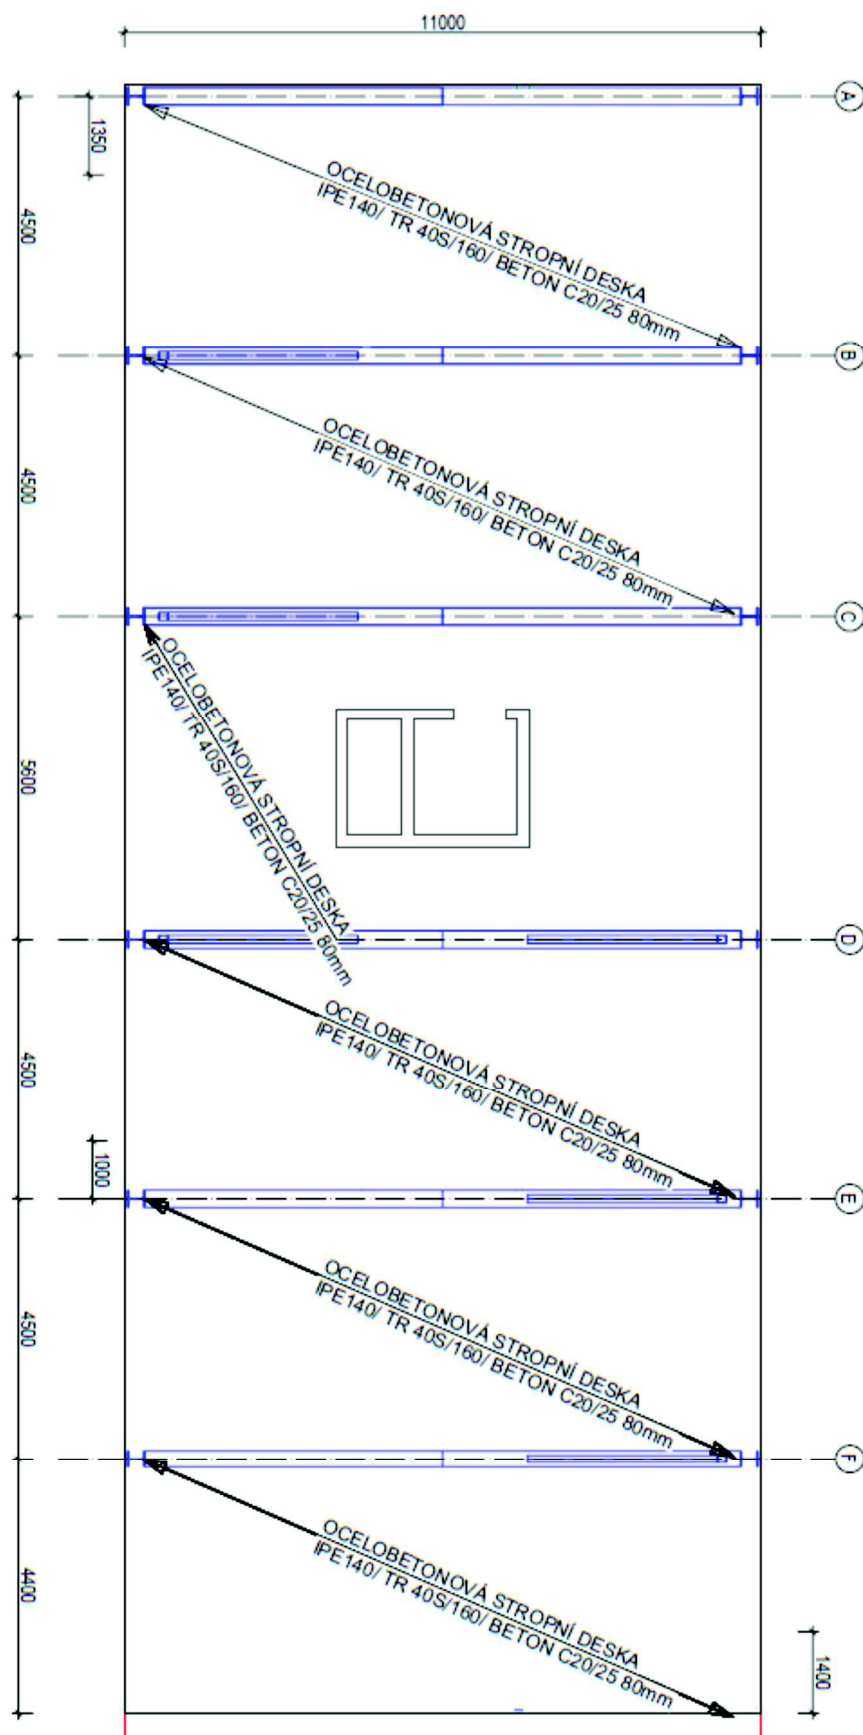 11000
A
1350
OCELOBETONOVÁ STROPNÍ DESKA
IPE140/ TR 40S/160/ BETON C20/25 80mm
4500
B
OCELOBETONOVÁ STROPNÍ DESKA
IPE140/ TR 40S/160/ BETON C20/25 80mm
4500
C
OCELOBETONOVÁ STROPNÍ DESKA
IPE140/ TR 40S/160/ BETON C20/25 80mm
5600
D
OCELOBETONOVÁ STROPNÍ DESKA
IPE140/ TR 40S/160/ BETON C20/25 80mm
4500
1000
E
OCELOBETONOVÁ STROPNÍ DESKA
IPE140/ TR 40S/160/ BETON C20/25 80mm
4500
F
OCELOBETONOVÁ STROPNÍ DESKA
IPE140/ TR 40S/160/ BETON C20/25 80mm
4400
1400